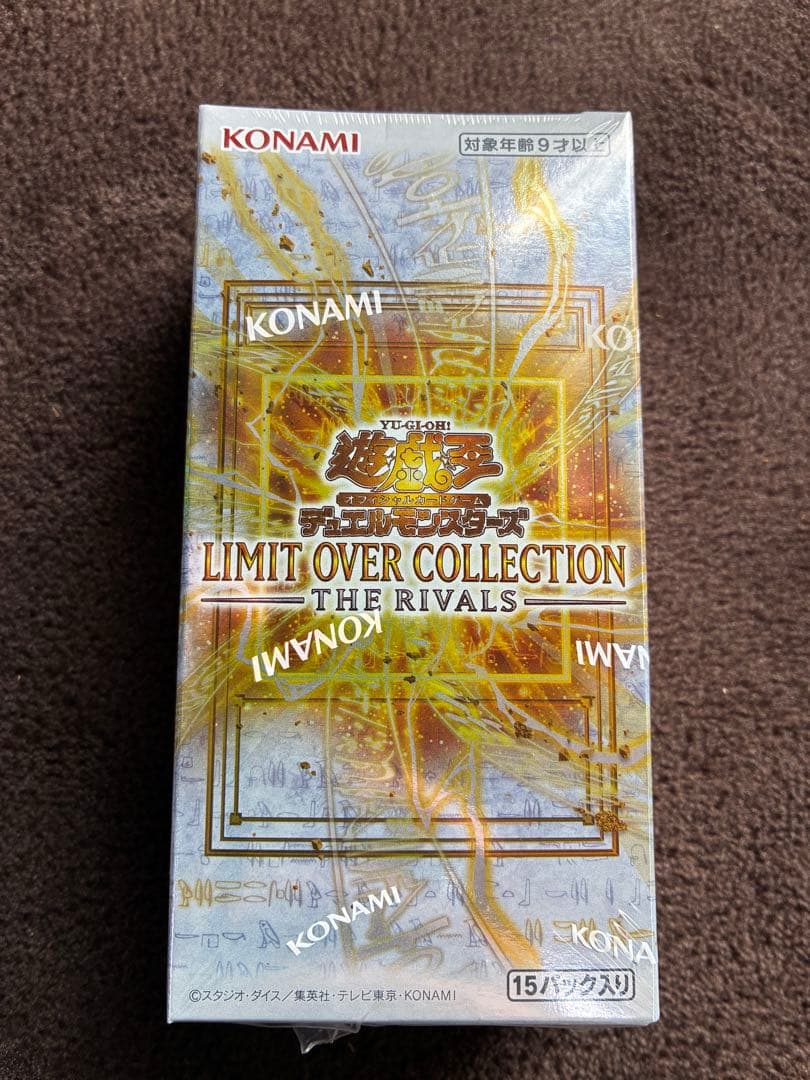 KONAMI
対象年齢9才以上
KONAMI
KO
YU-GI-OH!
遊戯王
オフィシャルカードゲーム
デュエルモンスターズ
LIMIT OVER COLLECTION
THE RIVALS
KONAMI
KONAMI
KONAMI
KONAMI
©スタジオ・ダイス／集英社・テレビ東京・KONAMI
15パック入り